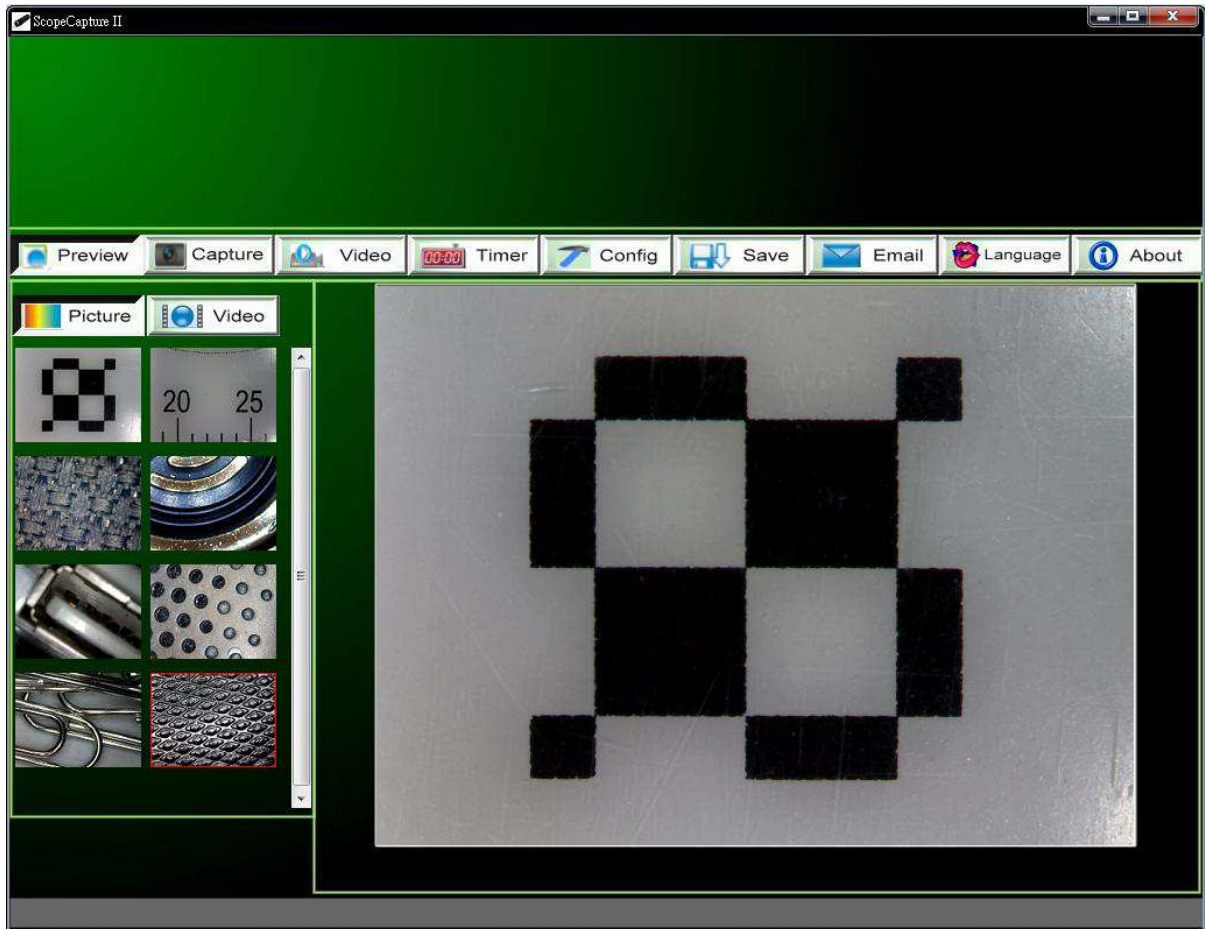 ScopeCapture II
Preview
Capture
Video
00:00
Timer
Config
Save
Email
Language
About
Picture
Video
20 25